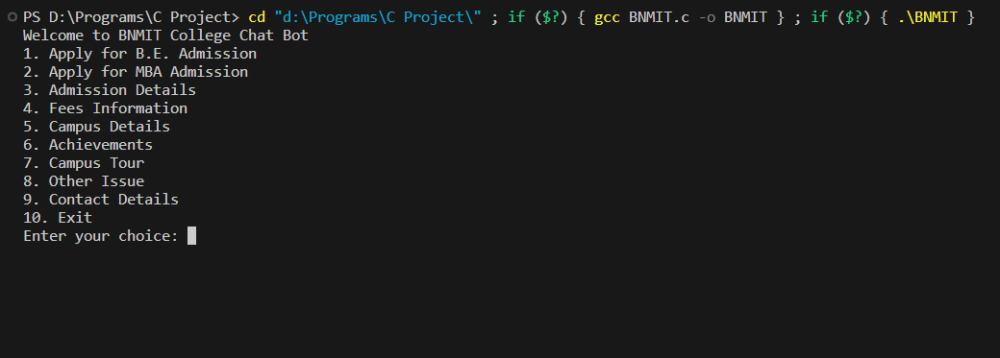 PS D:\Programs\C Project> cd "d:\Programs\C Project\" ; if ($?) { gcc BNMIT.c -o BNMIT } ; if ($?) { .\BNMIT }
Welcome to BNMIT College Chat Bot
1. Apply for B.E. Admission
2. Apply for MBA Admission
3. Admission Details
4. Fees Information
5. Campus Details
6. Achievements
7. Campus Tour
8. Other Issue
9. Contact Details
10. Exit
Enter your choice: